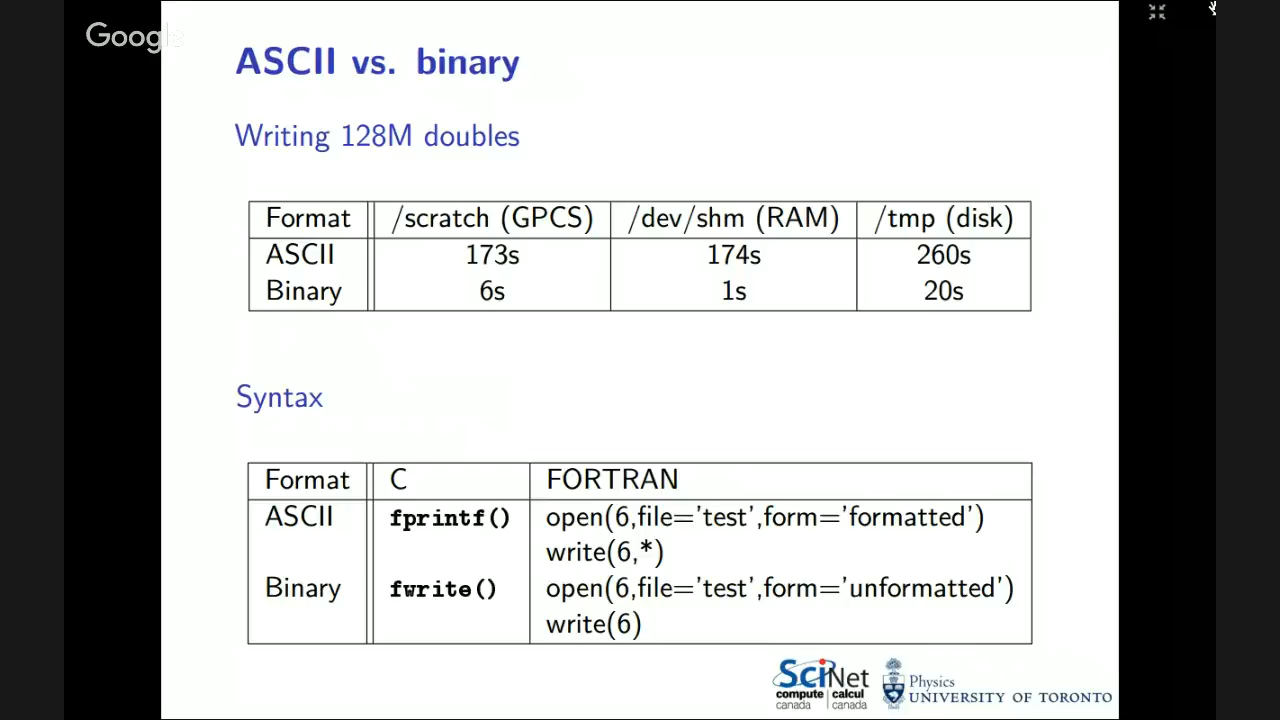 Google
ASCII vs. binary
Writing 128M doubles
Format /scratch (GPCS) /dev/shm (RAM) /tmp (disk)
ASCII 173s 174s 260s
Binary 6s 1s 20s
Syntax
Format C FORTRAN
ASCII fprintf() open(6,file='test',form='formatted')
write(6,*)
Binary fwrite() open(6,file='test',form='unformatted')
write(6)
SciNet
compute calcul
canada canada
Physics
UNIVERSITY OF TORONTO